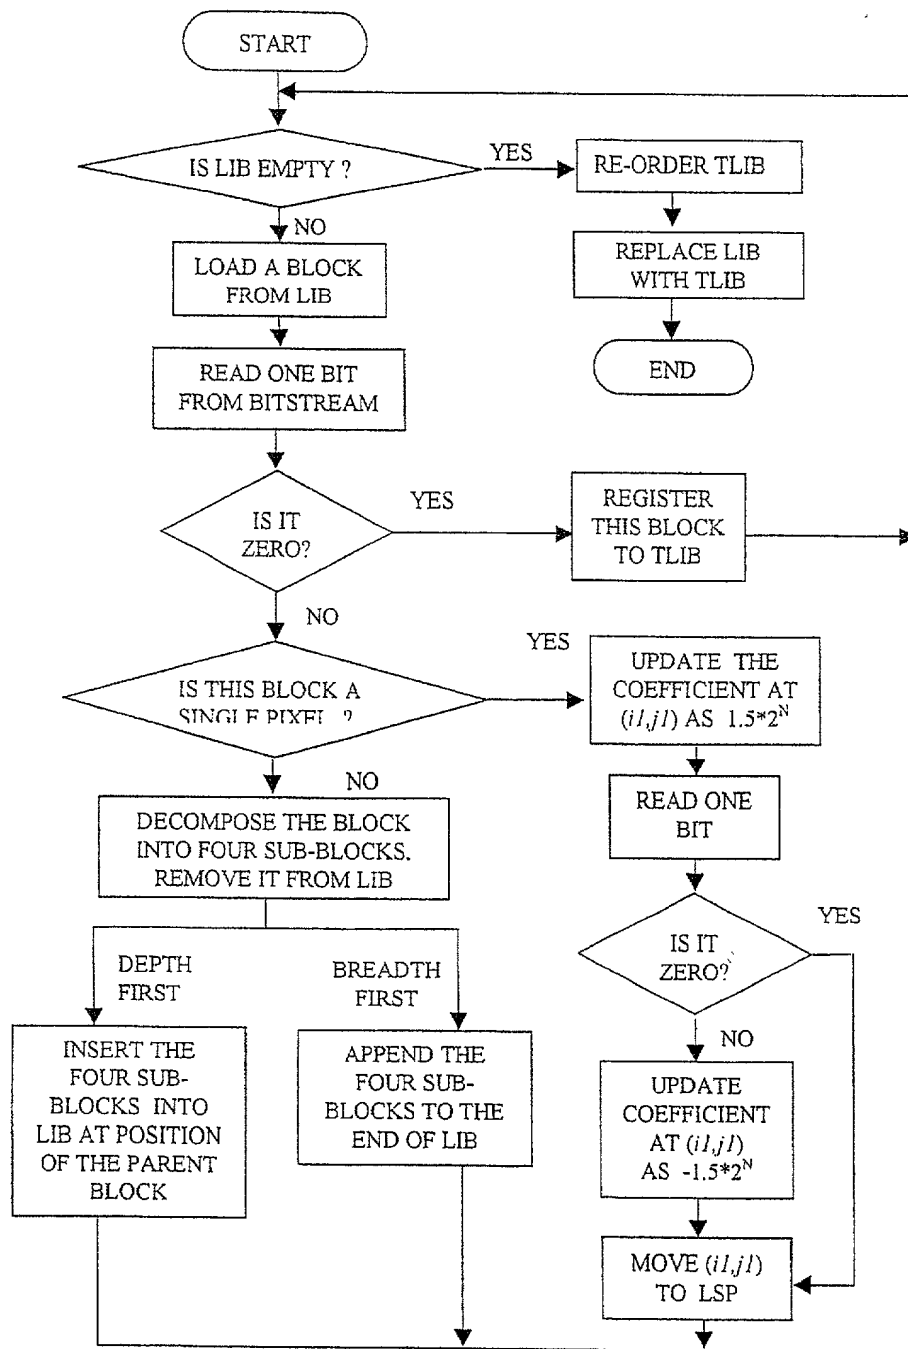 START
IS LIB EMPTY ?
YES
RE-ORDER TLIB
NO
LOAD A BLOCK
FROM LIB
REPLACE LIB
WITH TLIB
READ ONE BIT
FROM BITSTREAM
END
IS IT
ZERO?
YES
REGISTER
THIS BLOCK
TO TLIB
NO
IS THIS BLOCK A
SINGLE PIXEL ?
YES
UPDATE THE
COEFFICIENT AT
(i1,j1) AS 1.5*2^N
NO
READ ONE
BIT
DECOMPOSE THE BLOCK
INTO FOUR SUB-BLOCKS.
REMOVE IT FROM LIB
IS IT
ZERO?
YES
DEPTH
FIRST
BREADTH
FIRST
NO
INSERT THE
FOUR SUB-
BLOCKS INTO
LIB AT POSITION
OF THE PARENT
BLOCK
APPEND THE
FOUR SUB-
BLOCKS TO THE
END OF LIB
UPDATE
COEFFICIENT
AT (i1,j1)
AS -1.5*2^N
MOVE (i1,j1)
TO LSP